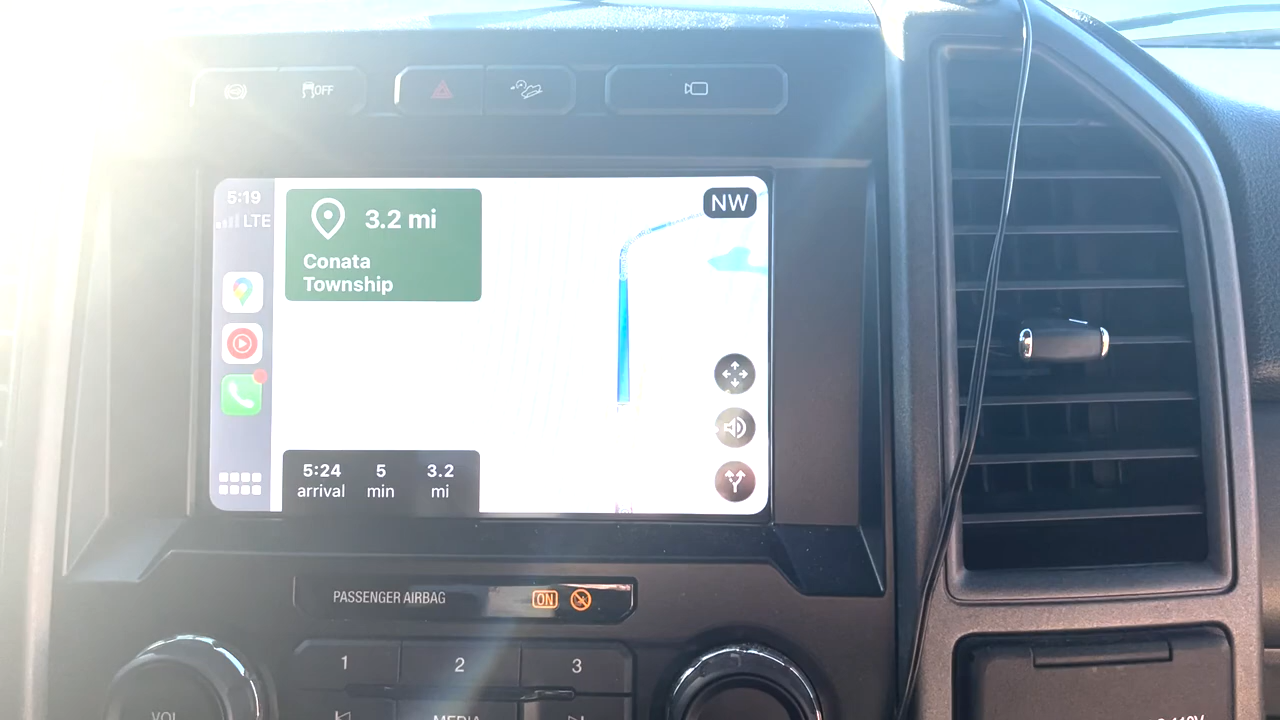 OFF
5:19
LTE
3.2 mi
Conata
Township
NW
5:24 5 3.2
arrival min mi
PASSENGER AIRBAG ON
1 2 3
VOL
MEDIA